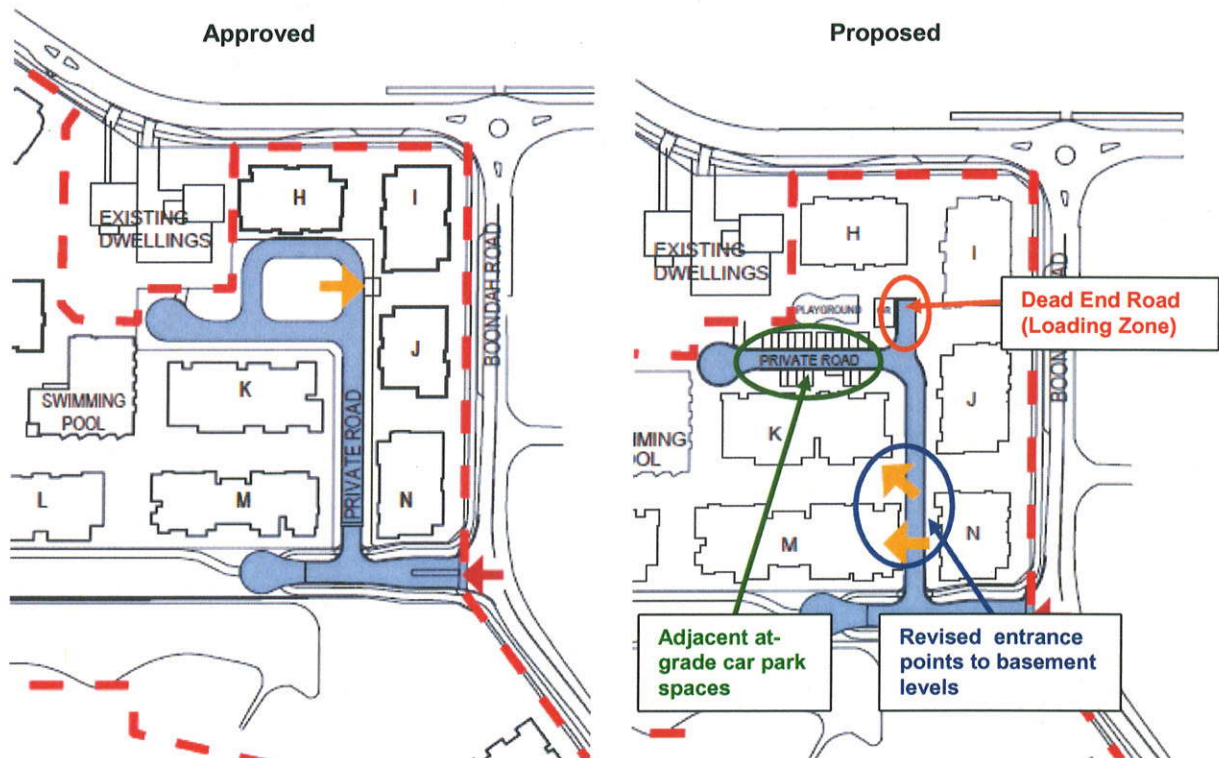 Approved
H
I
EXISTING
DWELLINGS
BOONDAH ROAD
J
K
SWIMMING
POOL
PRIVATE ROAD
L
M
N
Proposed
H
I
EXISTING
DWELLINGS
PLAYGROUND
Dead End Road
(Loading Zone)
PRIVATE ROAD
J
K
M
N
Adjacent at-
grade car park
spaces
Revised entrance
points to basement
levels